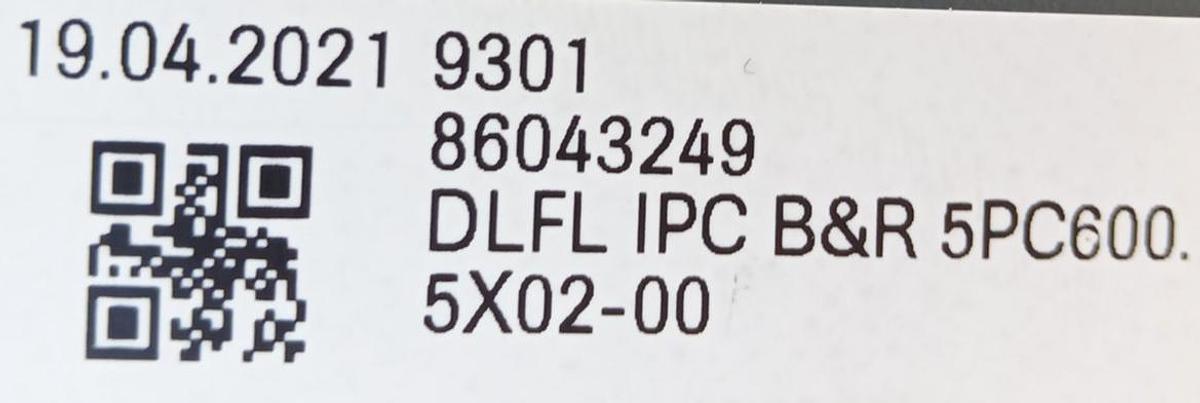 19.04.2021 9301
86043249
DLFL IPC B&R 5PC600.
5X02-00